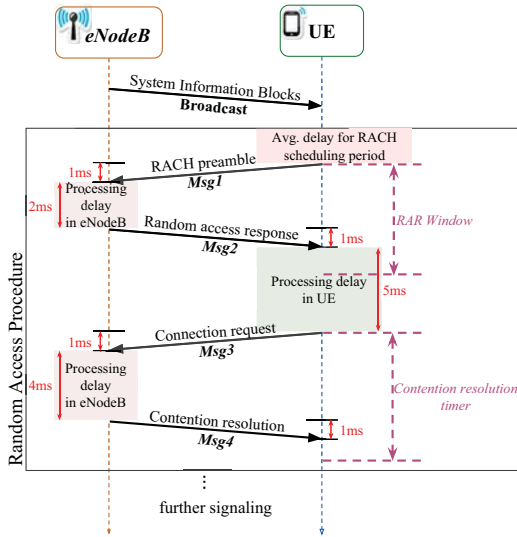 eNodeB
UE
System Information Blocks
Broadcast
Random Access Procedure
Avg. delay for RACH
scheduling period
RACH preamble
Msg1
1ms
Processing
delay
in eNodeB
2ms
Random access response
Msg2
1ms
RAR Window
Processing delay
in UE
5ms
Connection request
Msg3
1ms
Processing
delay
in eNodeB
4ms
Contention resolution
timer
Contention resolution
Msg4
1ms
...
further signaling